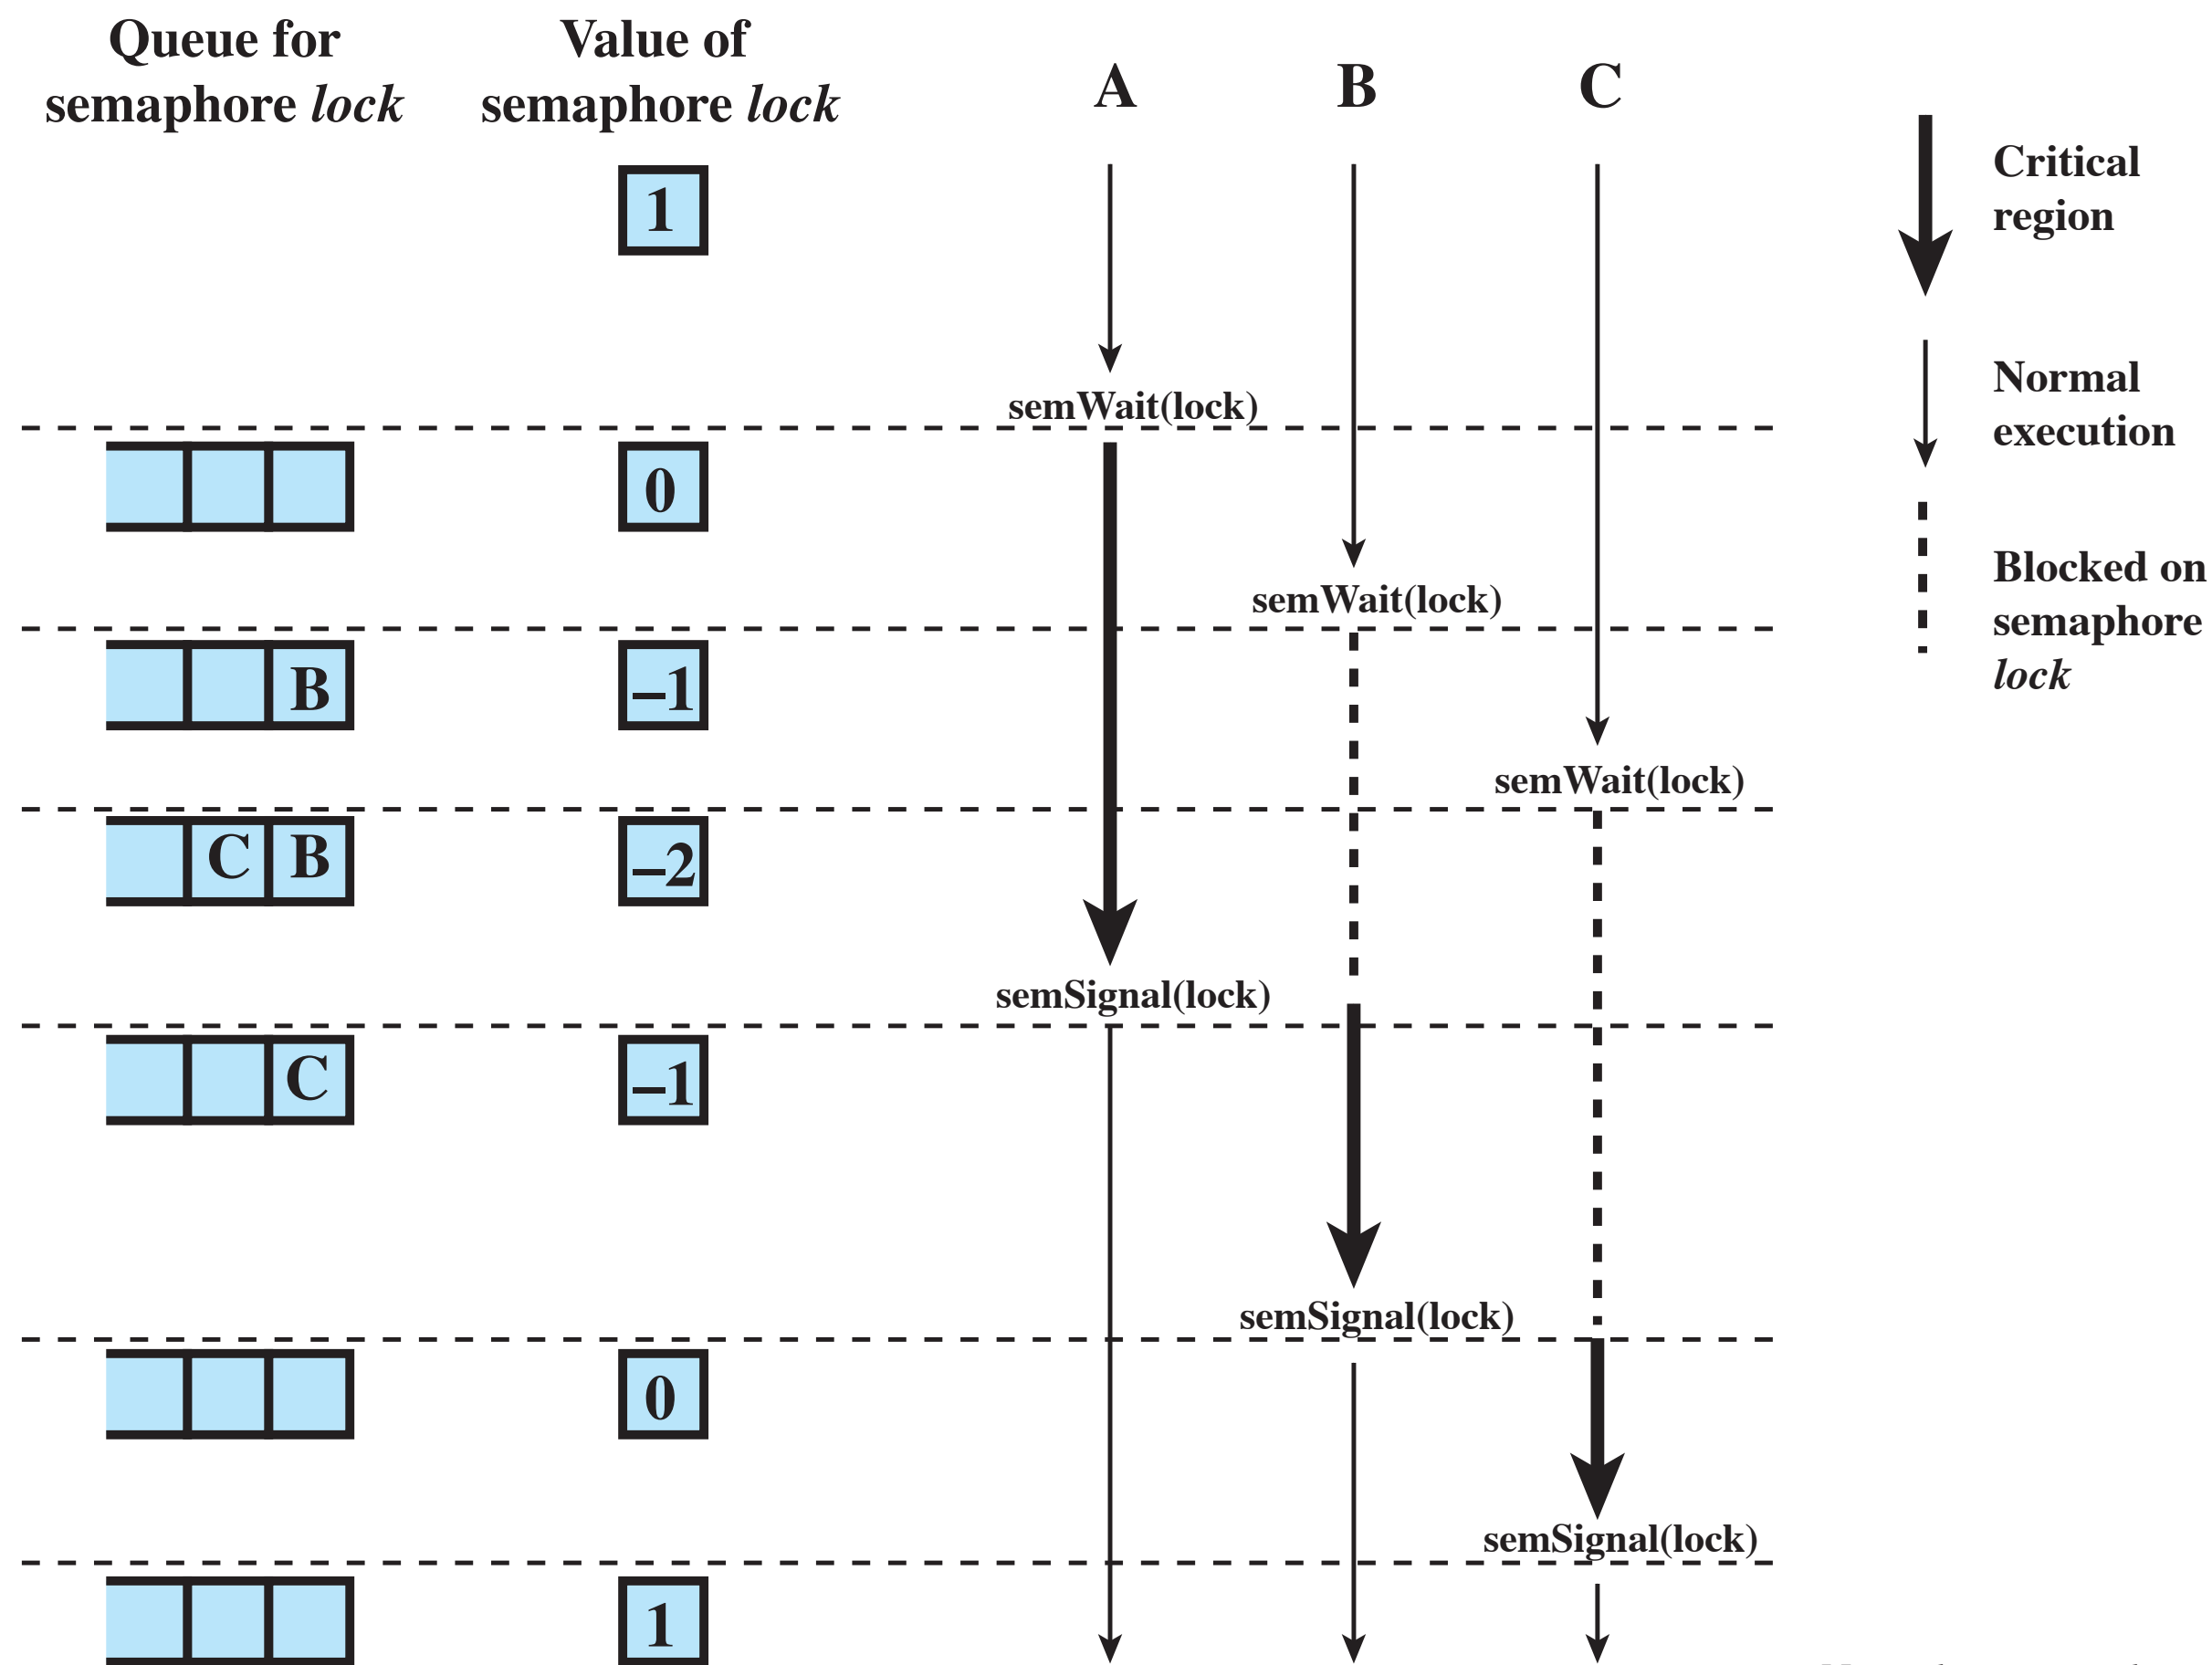 Queue for
semaphore lock
Value of
semaphore lock
A
B
C
1
Critical
region
Normal
execution
Blocked on
semaphore
lock
semWait(lock)
0
semWait(lock)
B
–1
semWait(lock)
C B
–2
semSignal(lock)
C
–1
semSignal(lock)
0
semSignal(lock)
1